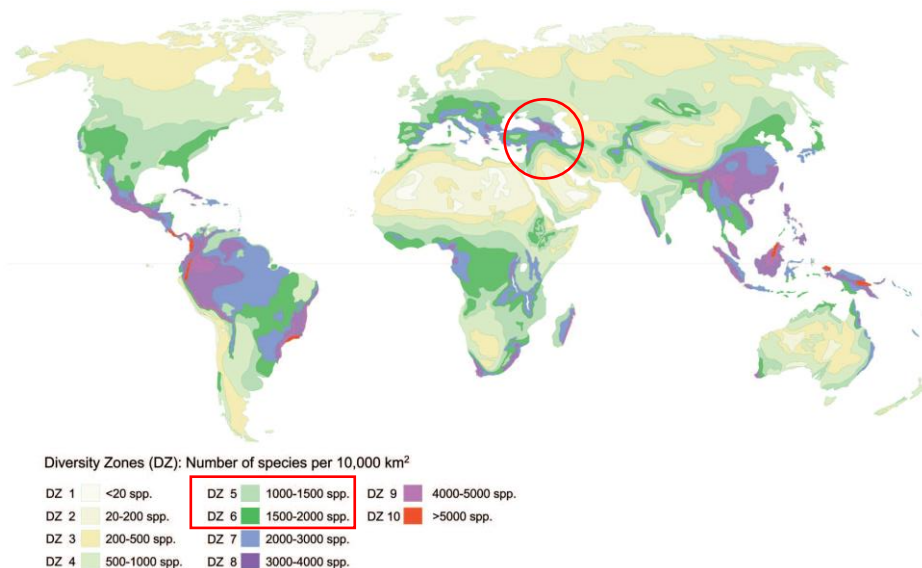 Diversity Zones (DZ): Number of species per 10,000 km²
DZ 1 <20 spp.
DZ 2 20-200 spp.
DZ 3 200-500 spp.
DZ 4 500-1000 spp.
DZ 5 1000-1500 spp.
DZ 6 1500-2000 spp.
DZ 7 2000-3000 spp.
DZ 8 3000-4000 spp.
DZ 9 4000-5000 spp.
DZ 10 >5000 spp.